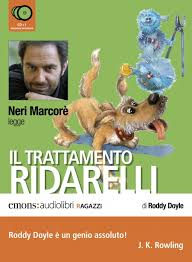 Neri Marcorè
legge
IL TRATTAMENTO
RIDARELLI
emons:audiolibri RAGAZZI
di Roddy Doyle
Roddy Doyle è un genio assoluto!
J. K. Rowling